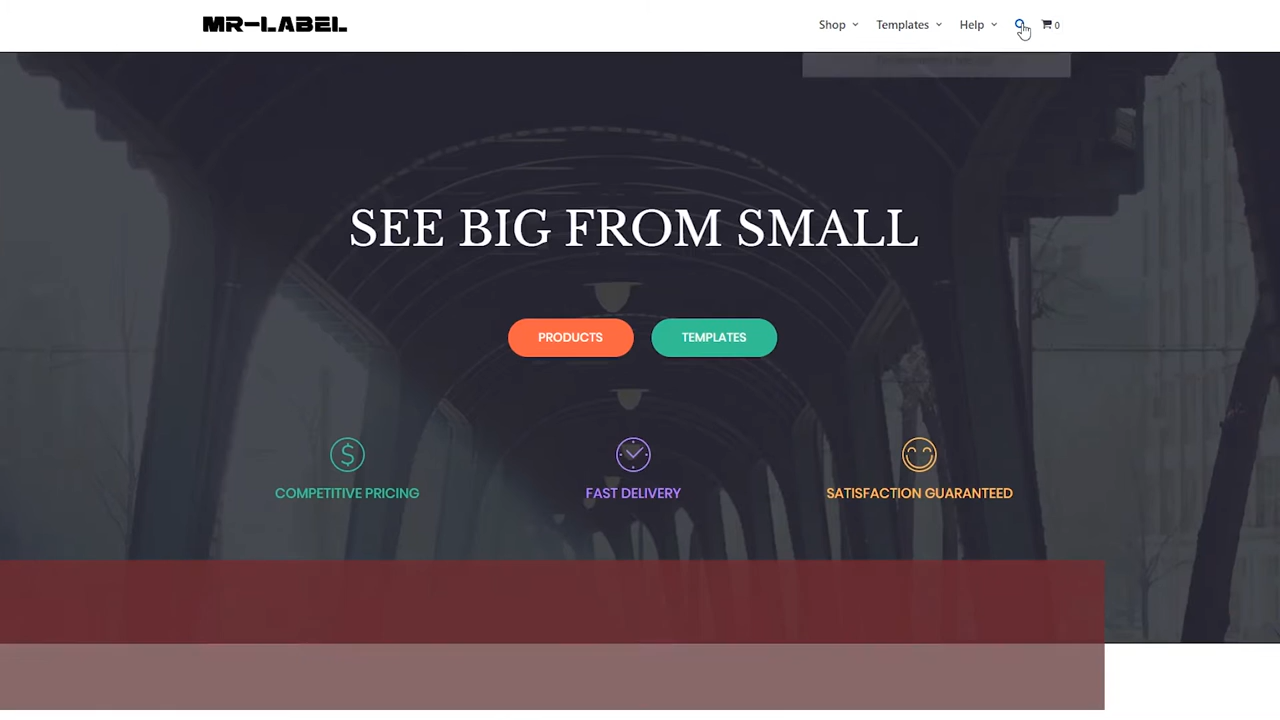 MR-LABEL
Shop Templates Help 0
SEE BIG FROM SMALL
PRODUCTS TEMPLATES
COMPETITIVE PRICING FAST DELIVERY SATISFACTION GUARANTEED